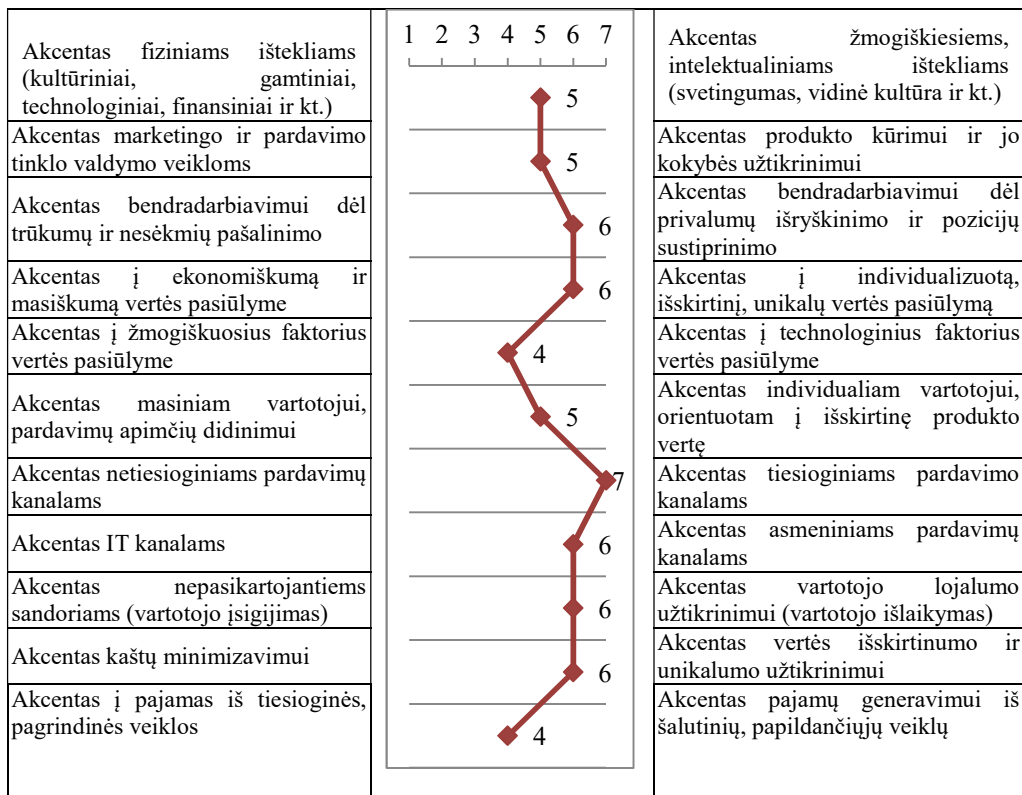 1 2 3 4 5 6 7
Akcentas fiziniams ištekliams
(kultūriniai, gamtiniai,
technologiniai, finansiniai ir kt.)
5
Akcentas žmogiškiesiems,
intelektualiniams ištekliams
(svetingumas, vidinė kultūra ir kt.)
Akcentas marketingo ir pardavimo
tinklo valdymo veikloms
5
Akcentas produkto kūrimui ir jo
kokybės užtikrinimui
Akcentas bendradarbiavimui dėl
trūkumų ir nesėkmių pašalinimo
6
Akcentas bendradarbiavimui dėl
privalumų išryškinimo ir pozicijų
sustiprinimo
Akcentas į ekonomiškumą ir
masiškumą vertės pasiūlyme
6
Akcentas į individualizuotą,
išskirtinį, unikalų vertės pasiūlymą
Akcentas į žmogiškuosius faktorius
vertės pasiūlyme
4
Akcentas į technologinius faktorius
vertės pasiūlyme
Akcentas masiniam vartotojui,
pardavimų apimčių didinimui
5
Akcentas individualiam vartotojui,
orientuotam į išskirtinę produkto
vertę
Akcentas netiesioginiams pardavimų
kanalams
7
Akcentas tiesioginiams pardavimo
kanalams
Akcentas IT kanalams
6
Akcentas asmeniniams pardavimų
kanalams
Akcentas nepasikartojantiems
sandoriams (vartotojo įsigijimas)
6
Akcentas vartotojo lojalumo
užtikrinimui (vartotojo išlaikymas)
Akcentas kaštų minimizavimui
6
Akcentas vertės išskirtinumo ir
unikalumo užtikrinimui
Akcentas į pajamas iš tiesioginės,
pagrindinės veiklos
4
Akcentas pajamų generavimui iš
šalutinių, papildančiųjų veiklų